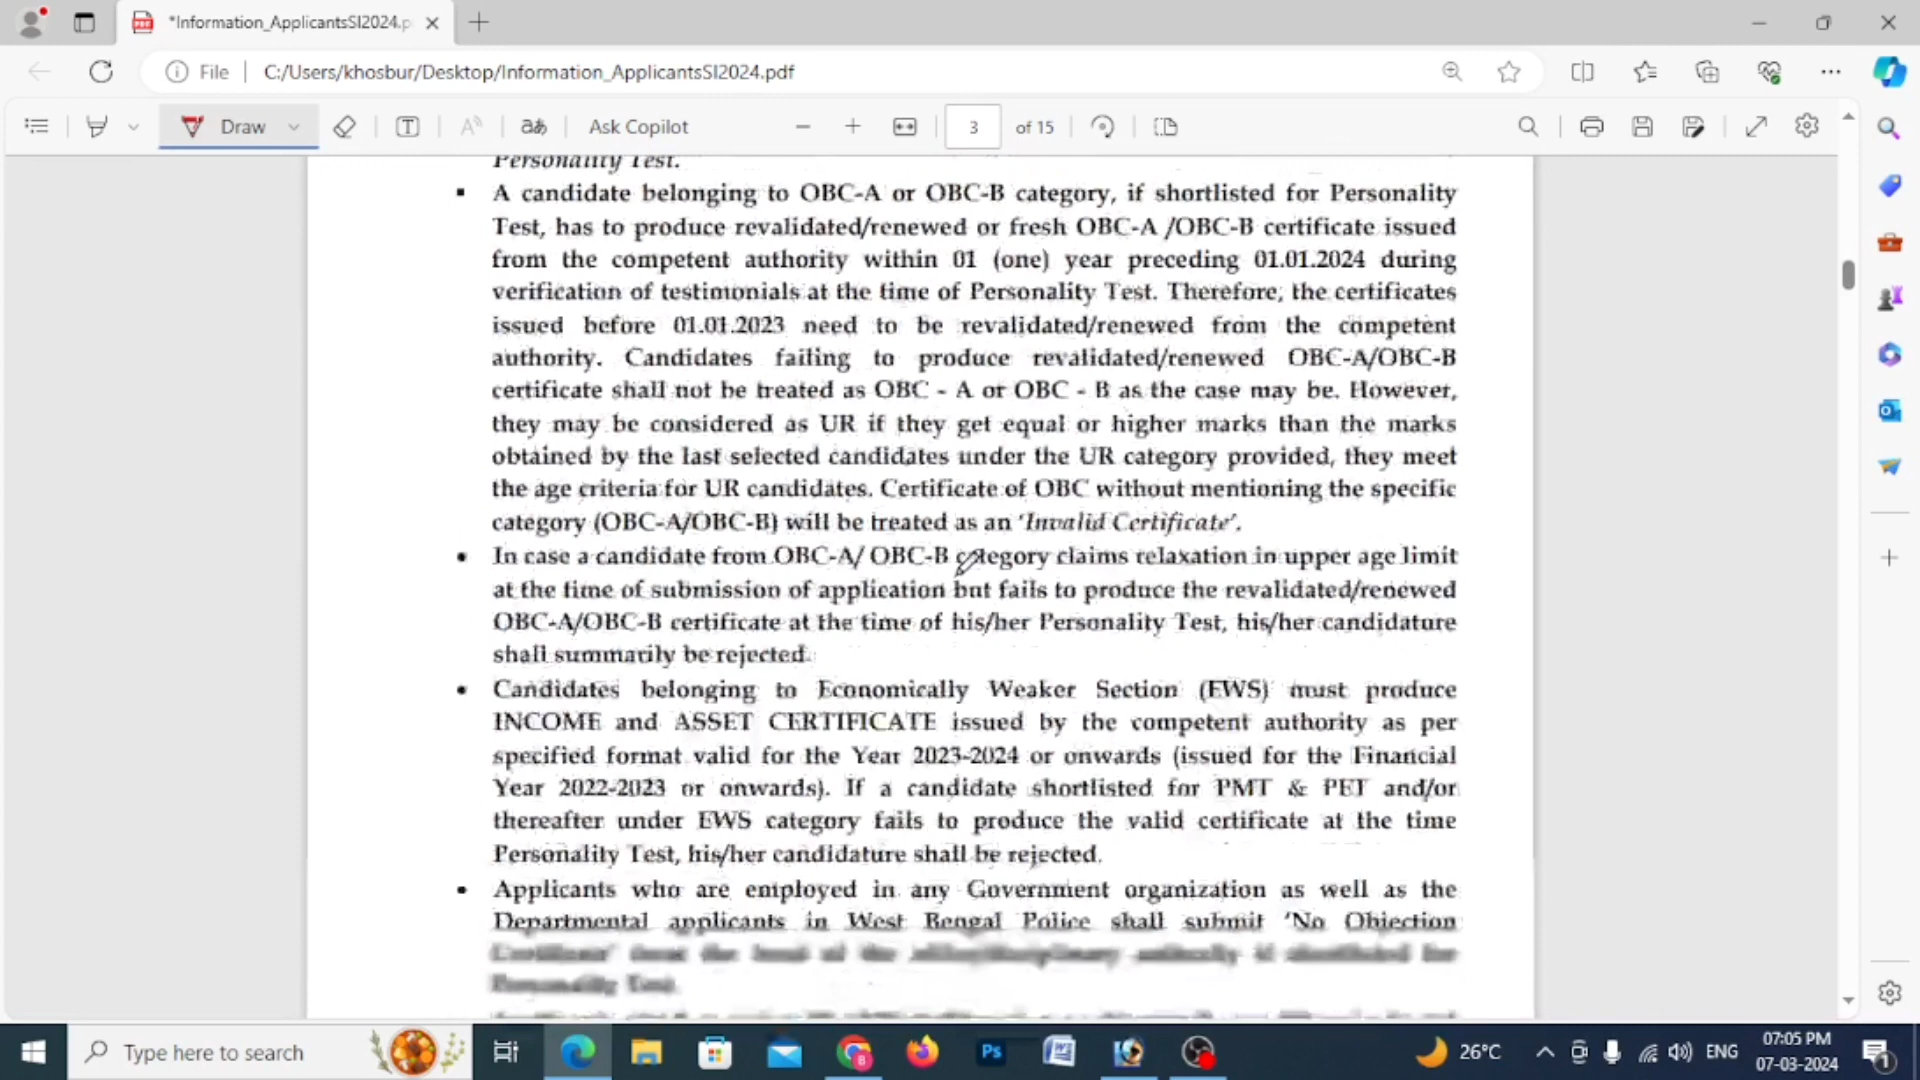 *Information_ApplicantsSI2024.p
File
C:/Users/khosbur/Desktop/Information_ApplicantsSI2024.pdf
Draw
Ask Copilot
3
of 15
Personality Test.
▪ A candidate belonging to OBC-A or OBC-B category, if shortlisted for Personality
Test, has to produce revalidated/renewed or fresh OBC-A /OBC-B certificate issued
from the competent authority within 01 (one) year preceding 01.01.2024 during
verification of testimonials at the time of Personality Test. Therefore, the certificates
issued before 01.01.2023 need to be revalidated/renewed from the competent
authority. Candidates failing to produce revalidated/renewed OBC-A/OBC-B
certificate shall not be treated as OBC - A or OBC - B as the case may be. However,
they may be considered as UR if they get equal or higher marks than the marks
obtained by the last selected candidates under the UR category provided, they meet
the age criteria for UR candidates. Certificate of OBC without mentioning the specific
category (OBC-A/OBC-B) will be treated as an 'Invalid Certificate'.
• In case a candidate from OBC-A/ OBC-B category claims relaxation in upper age limit
at the time of submission of application but fails to produce the revalidated/renewed
OBC-A/OBC-B certificate at the time of his/her Personality Test, his/her candidature
shall summarily be rejected.
• Candidates belonging to Economically Weaker Section (EWS) must produce
INCOME and ASSET CERTIFICATE issued by the competent authority as per
specified format valid for the Year 2023-2024 or onwards (issued for the Financial
Year 2022-2023 or onwards). If a candidate shortlisted for PMT & PET and/or
thereafter under EWS category fails to produce the valid certificate at the time
Personality Test, his/her candidature shall be rejected.
• Applicants who are employed in any Government organization as well as the
Departmental applicants in West Bengal Police shall submit 'No Objection
Personality Test.
Type here to search
26°C
ENG
07:05 PM
07-03-2024